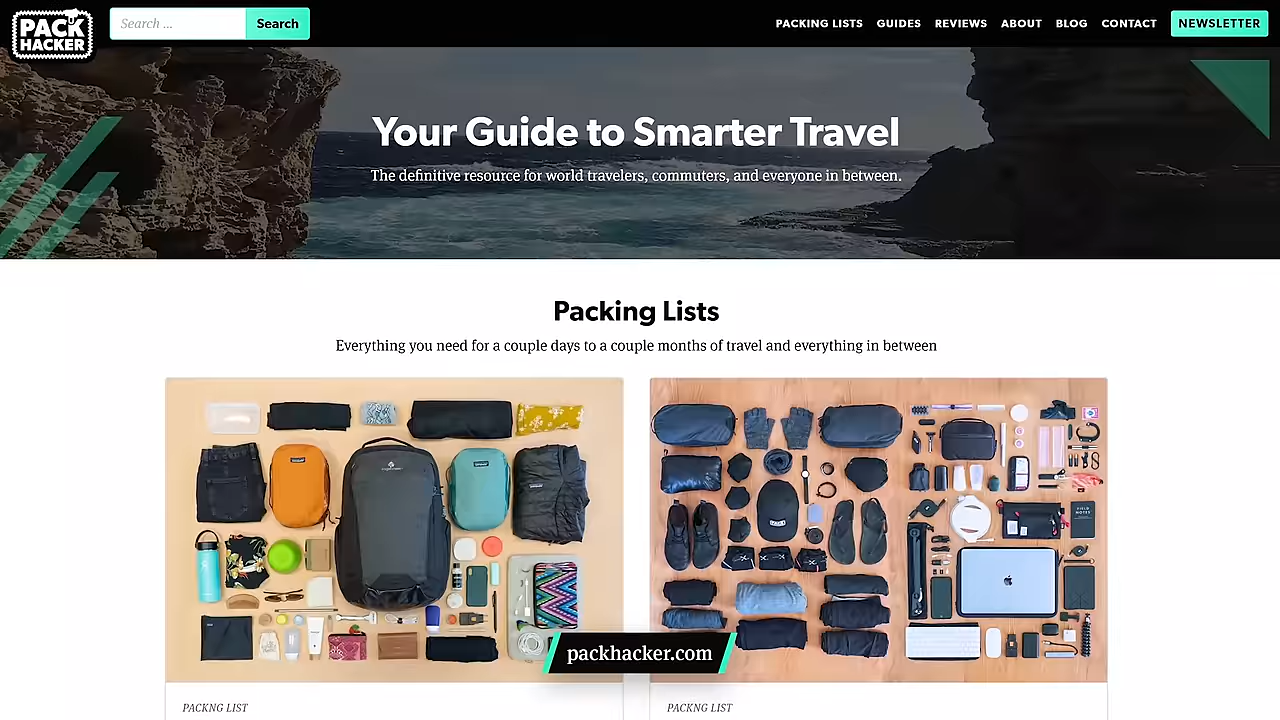 PACK
HACKER
Search ...
Search
PACKING LISTS
GUIDES
REVIEWS
ABOUT
BLOG
CONTACT
NEWSLETTER
Your Guide to Smarter Travel
The definitive resource for world travelers, commuters, and everyone in between.
Packing Lists
Everything you need for a couple days to a couple months of travel and everything in between
FIELD
NOTES
packhacker.com
PACKNG LIST
PACKNG LIST